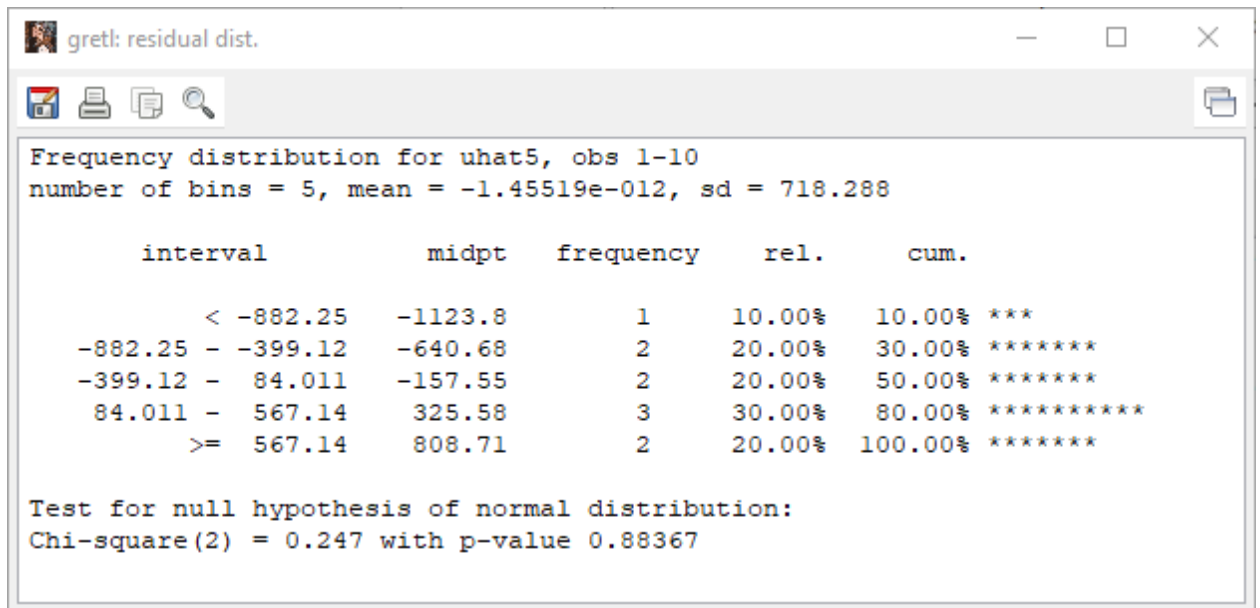 gretl: residual dist.
Frequency distribution for uhat5, obs 1-10
number of bins = 5, mean = -1.45519e-012, sd = 718.288
interval midpt frequency rel. cum.
< -882.25 -1123.8 1 10.00% 10.00% ***
-882.25 - -399.12 -640.68 2 20.00% 30.00% *******
-399.12 - 84.011 -157.55 2 20.00% 50.00% *******
84.011 - 567.14 325.58 3 30.00% 80.00% **********
>= 567.14 808.71 2 20.00% 100.00% *******
Test for null hypothesis of normal distribution:
Chi-square(2) = 0.247 with p-value 0.88367